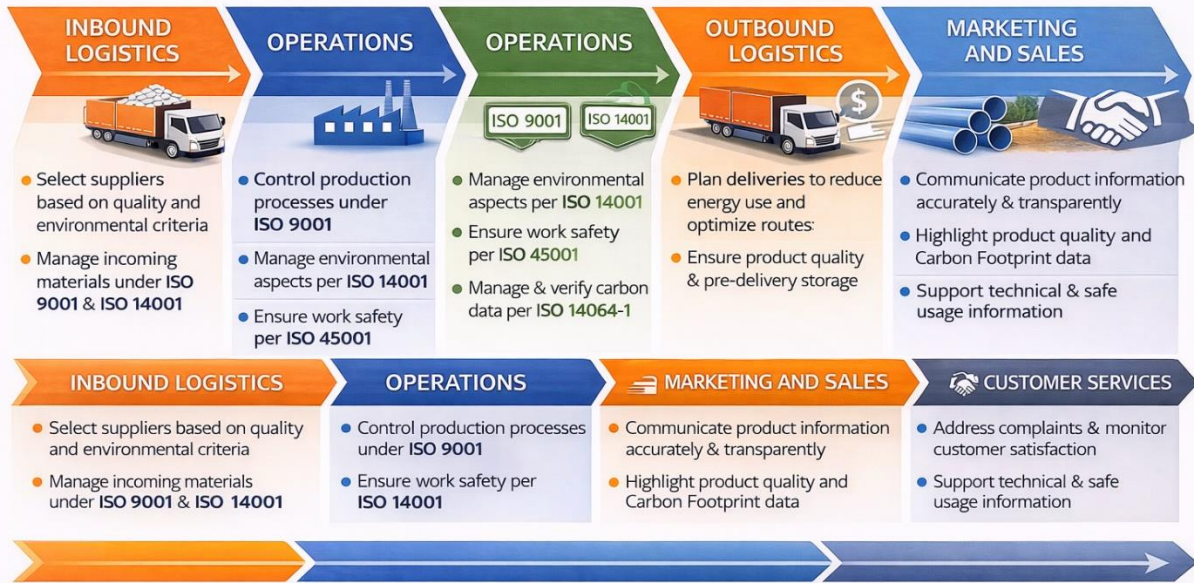 INBOUND
LOGISTICS
OPERATIONS
OPERATIONS
OUTBOUND
LOGISTICS
MARKETING
AND SALES
ISO 9001
ISO 14001
$
• Select suppliers
based on quality and
environmental criteria
• Manage incoming
materials under ISO
9001 & ISO 14001
• Control production
processes under
ISO 9001
• Manage environmental
aspects per ISO 14001
• Ensure work safety
per ISO 45001
• Manage environmental
aspects per ISO 14001
• Ensure work safety
per ISO 45001
• Manage & verify carbon
data per ISO 14064-1
• Plan deliveries to reduce
energy use and
optimize routes:
• Ensure product quality
& pre-delivery storage
• Communicate product information
accurately & transparently
• Highlight product quality and
Carbon Footprint data
• Support technical & safe
usage information
INBOUND LOGISTICS
• Select suppliers based on quality
and environmental criteria
• Manage incoming materials
under ISO 9001 & ISO 14001
OPERATIONS
• Control production processes
under ISO 9001
• Ensure work safety per
ISO 14001
MARKETING AND SALES
• Communicate product information
accurately & transparently
• Highlight product quality and
Carbon Footprint data
CUSTOMER SERVICES
• Address complaints & monitor
customer satisfaction
• Support technical & safe
usage information